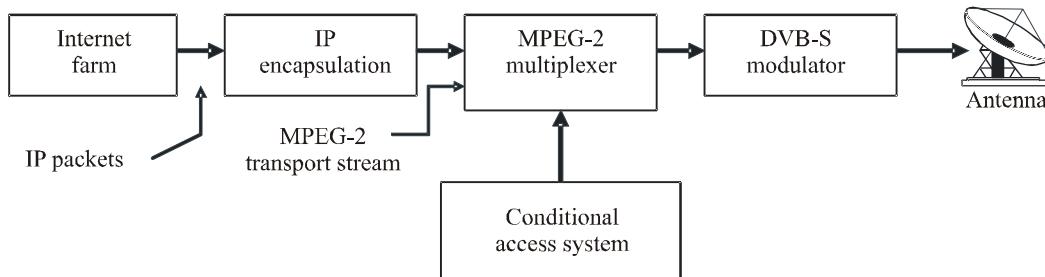 Internet
farm
IP
encapsulation
MPEG-2
multiplexer
DVB-S
modulator
Antenna
IP packets
MPEG-2
transport stream
Conditional
access system